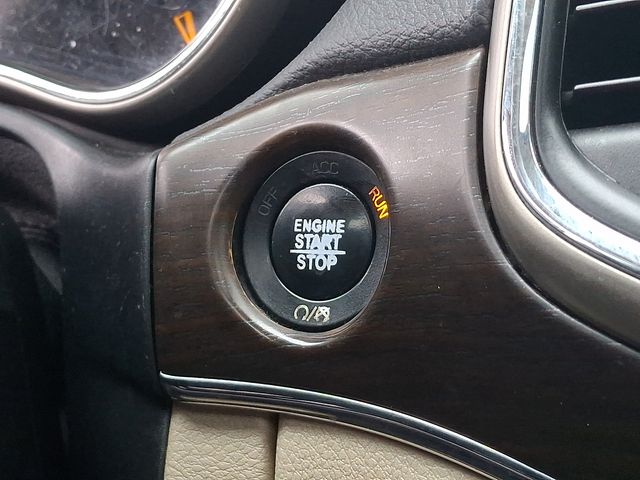 ACC
OFF
RUN
ENGINE
START
STOP